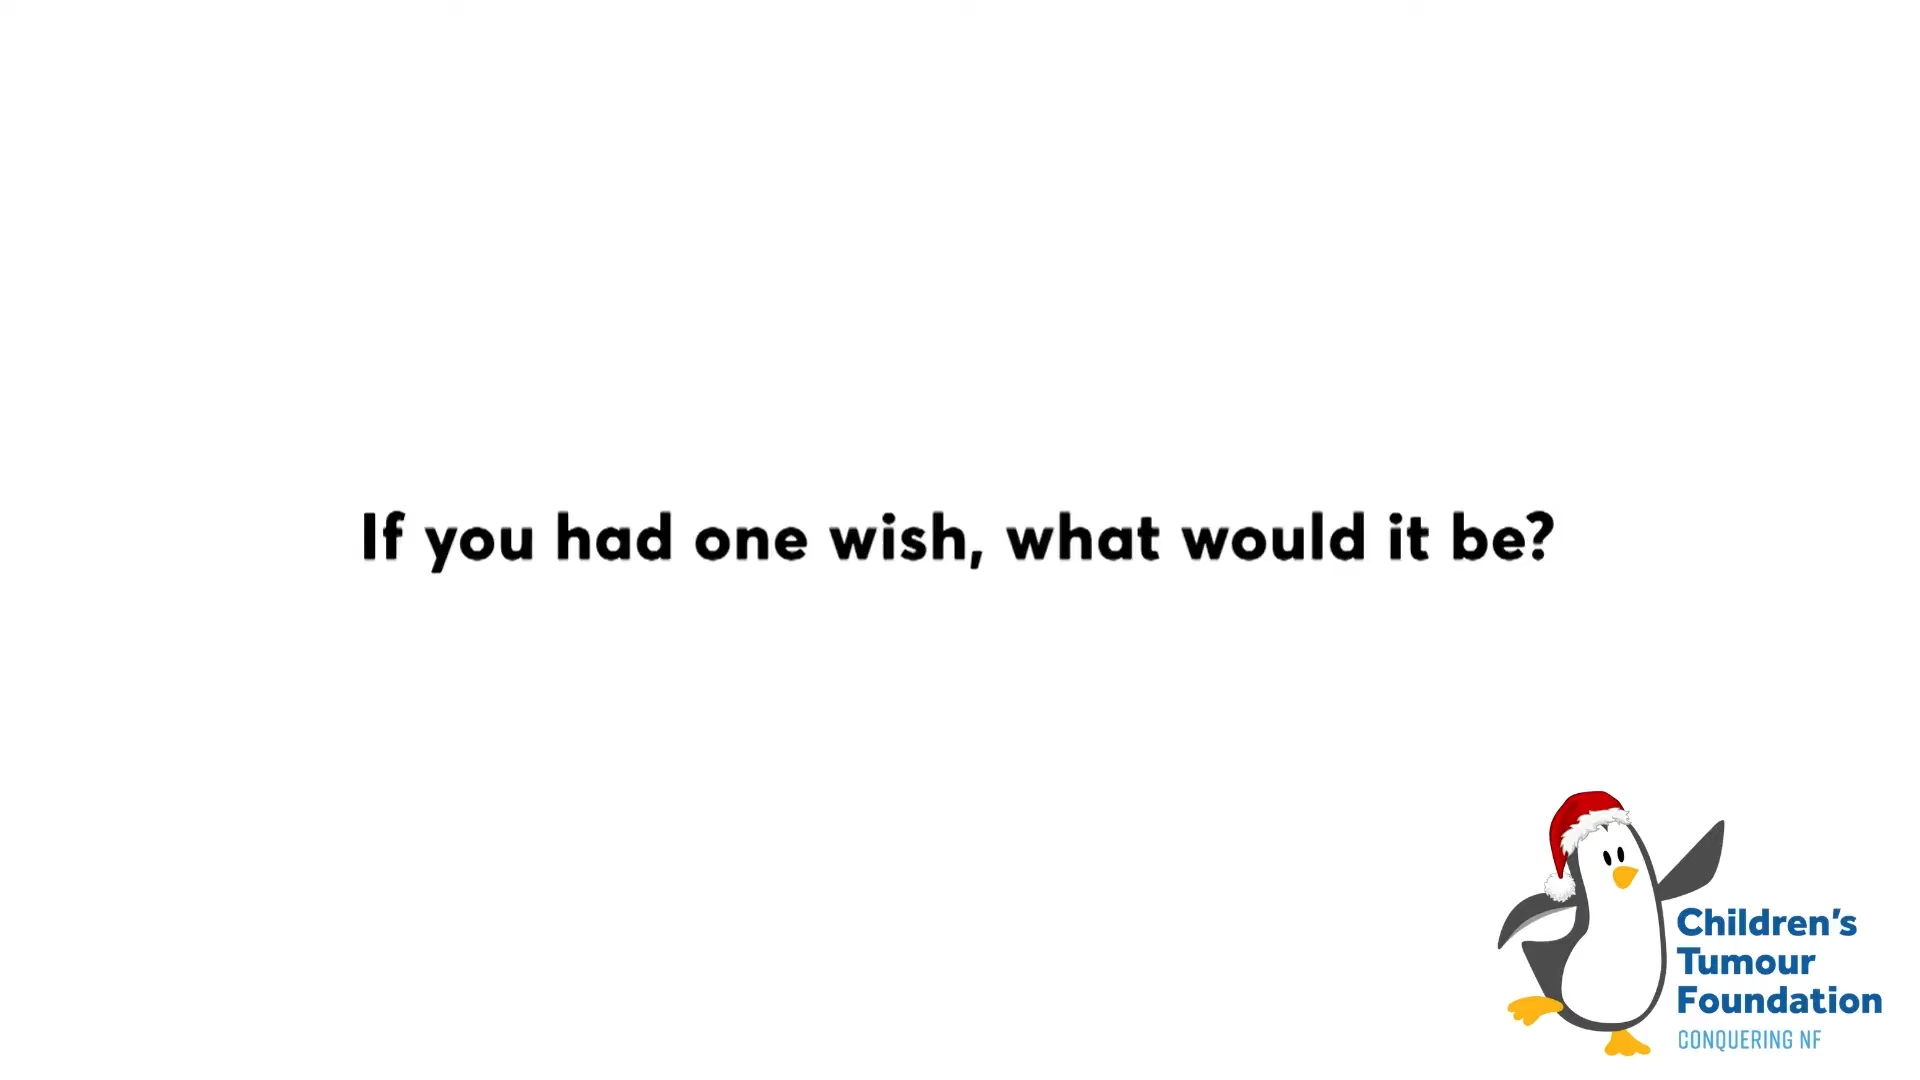 If you had one wish, what would it be?
Children's
Tumour
Foundation
CONQUERING NF